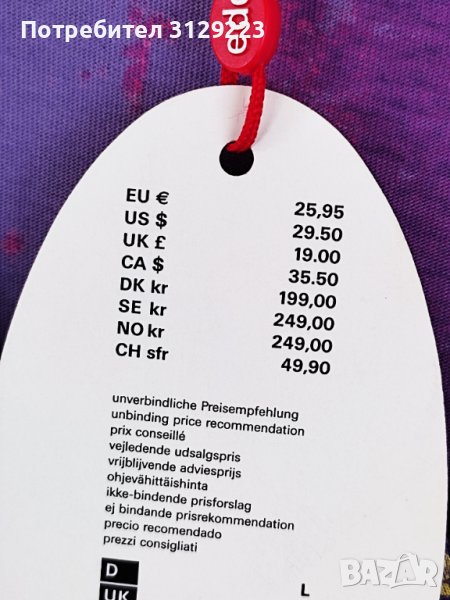 Потребител 3129223
EU € 25,95
US $ 29.50
UK £ 19.00
CA $ 35.50
DK kr 199,00
SE kr 249,00
NO kr 249,00
CH sfr 49,90
unverbindliche Preisempfehlung
unbinding price recommendation
prix conseillé
vejledende udsalgspris
vrijblijvende adviesprijs
ohjevähittäishinta
ikke-bindende prisforslag
ej bindande prisrekommendation
precio recomendado
prezzi consigliati
D
UK
L
BAZAR